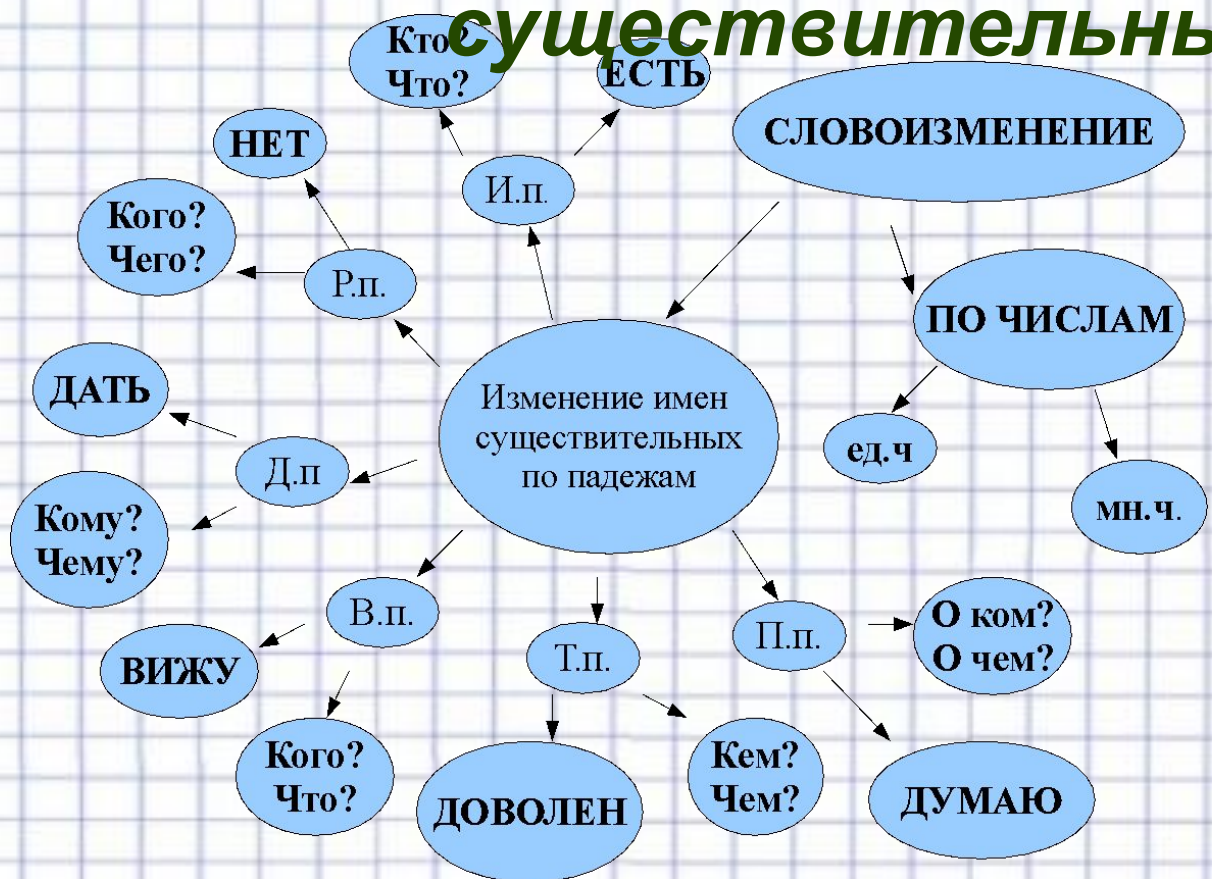 существительны
Кто?
Что?
ЕСТЬ
СЛОВОИЗМЕНЕНИЕ
НЕТ
И.п.
Кого?
Чего?
Р.п.
ПО ЧИСЛАМ
ДАТЬ
Изменение имен
существительных
по падежам
ед.ч
Д.п
мн.ч.
Кому?
Чему?
В.п.
О ком?
О чем?
П.п.
Т.п.
ВИЖУ
Кого?
Что?
Кем?
Чем?
ДОВОЛЕН
ДУМАЮ